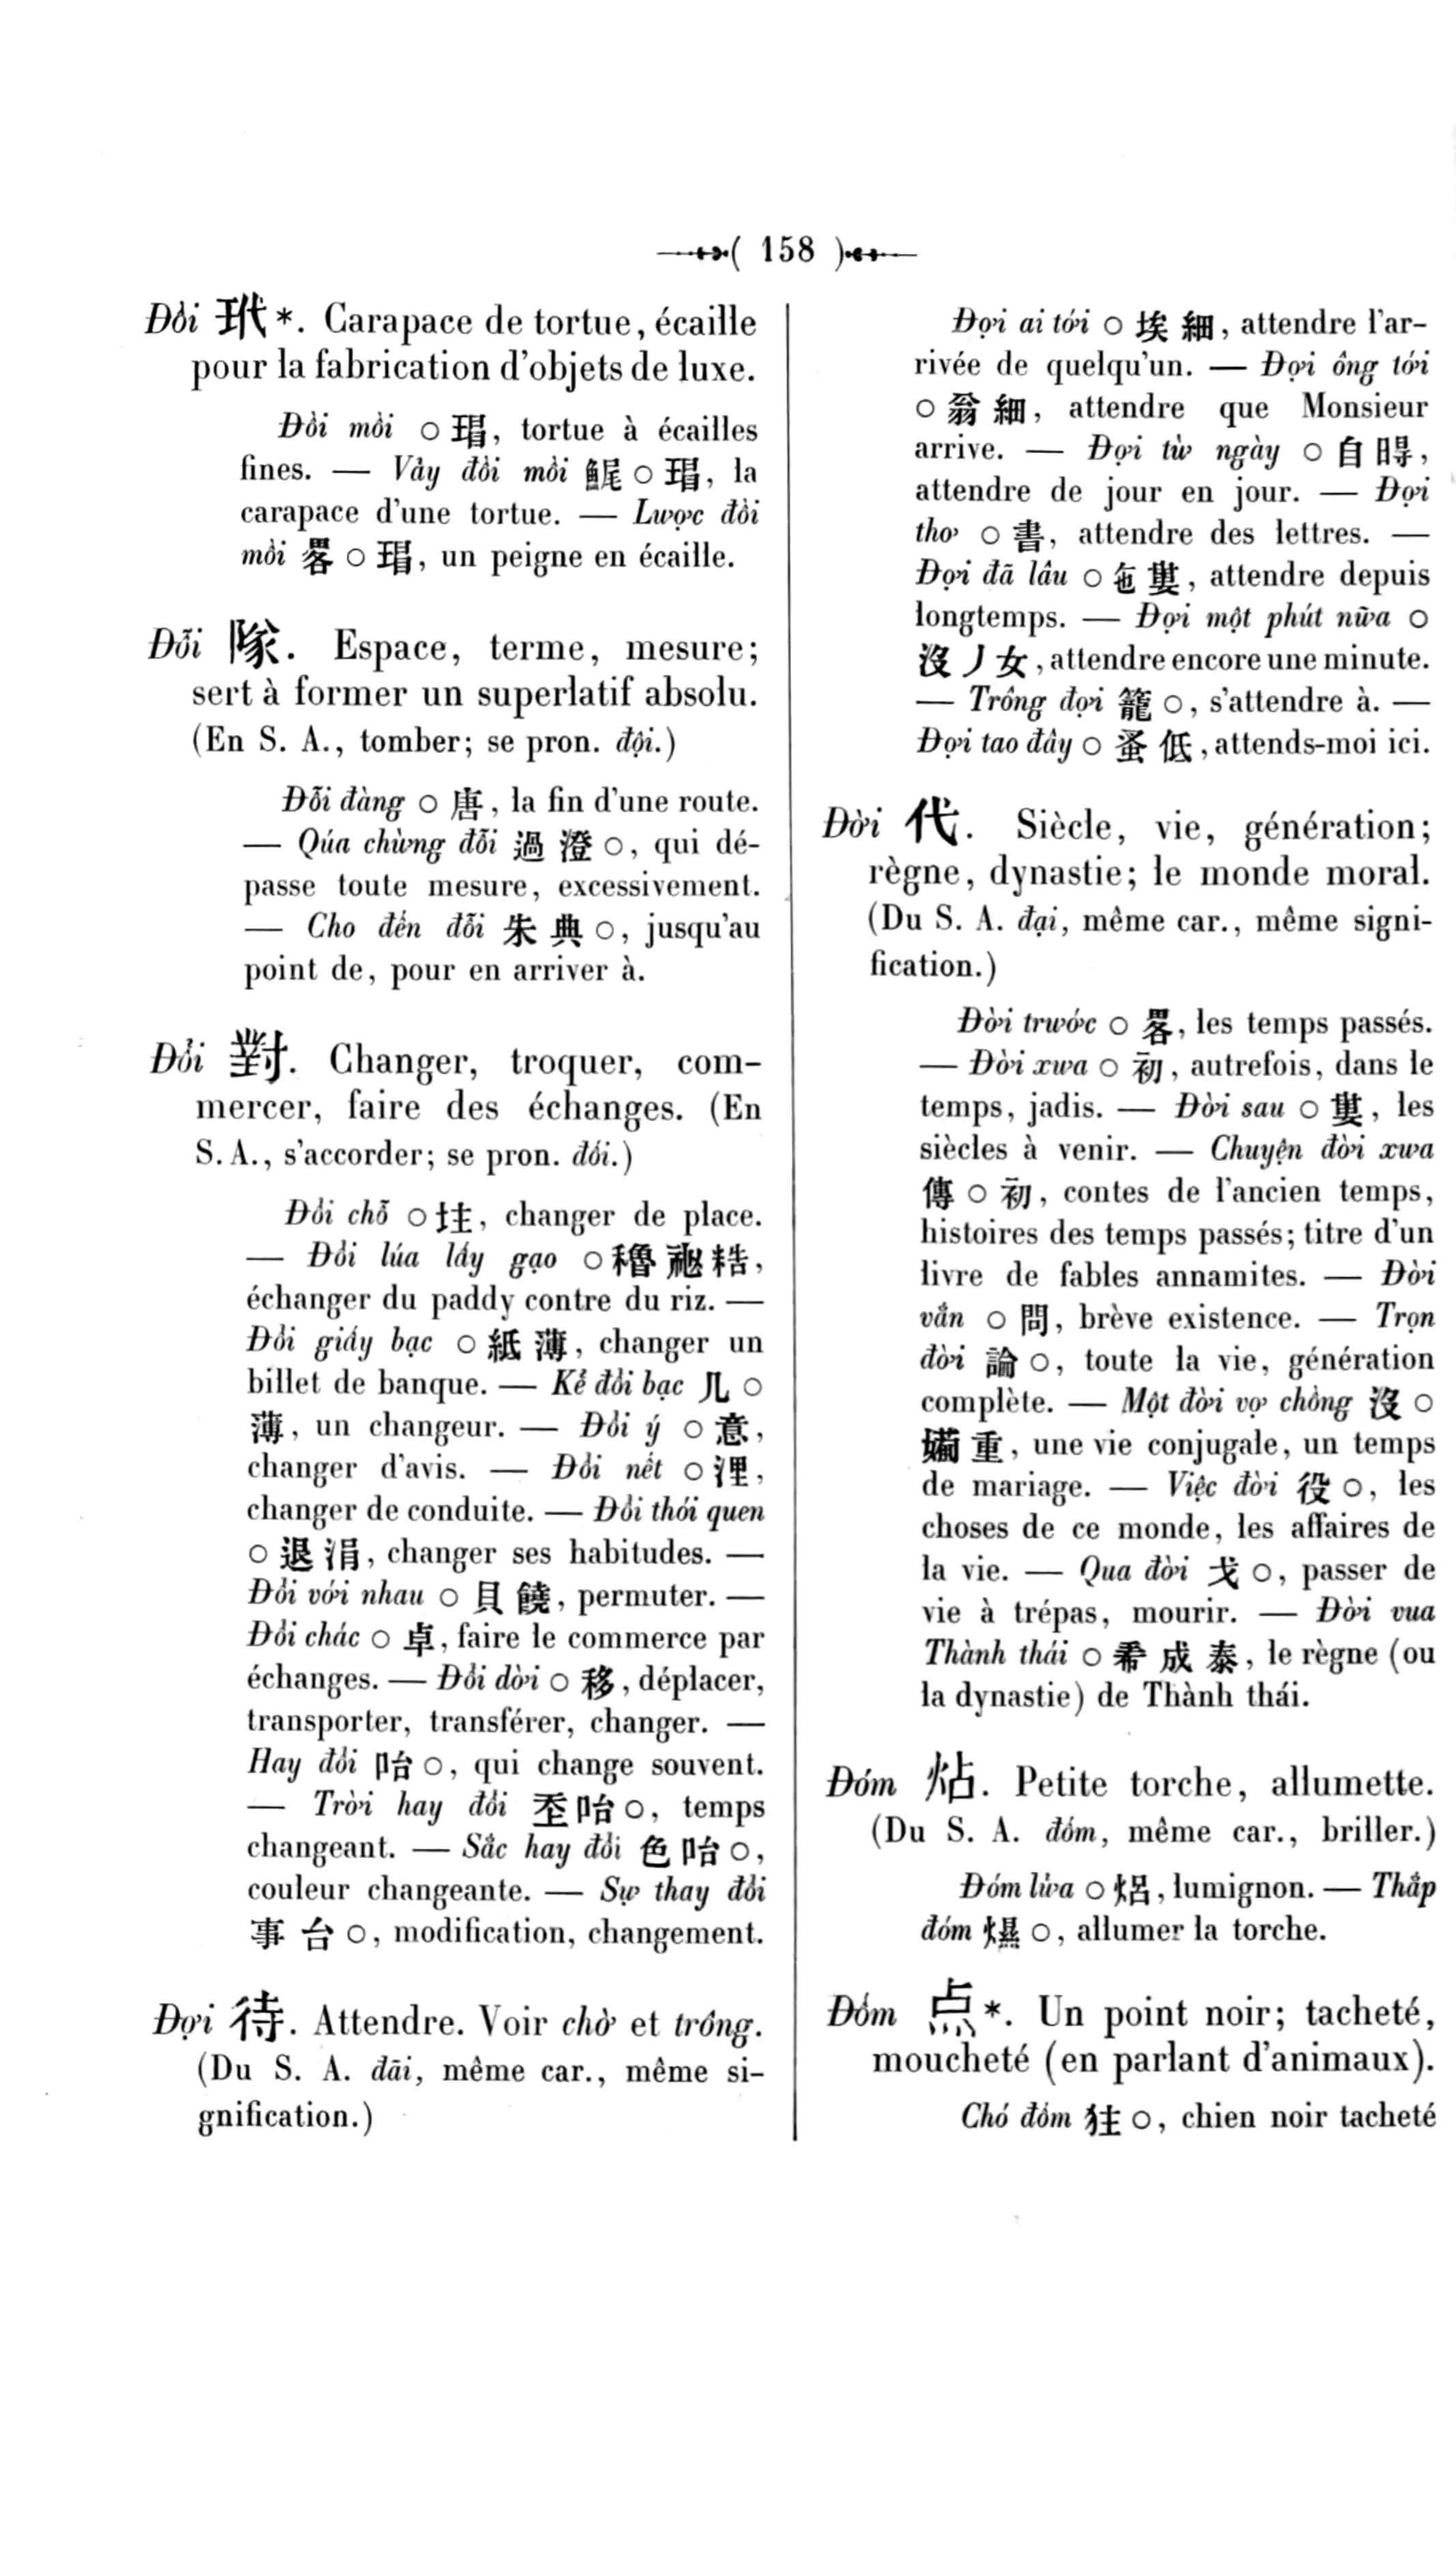 ( 158 )
Đồi 玳 *. Carapace de tortue, écaille
pour la fabrication d'objets de luxe.
Đồi mồi ○ 瑁, tortue à écailles
fines. — Vảy đồi mồi ○ 瑁, la
carapace d'une tortue. — Lược đồi
mồi 畧 ○ 瑁, un peigne en écaille.
Đỗi 隊. Espace, terme, mesure;
sert à former un superlatif absolu.
(En S. A., tomber; se pron. đội.)
Đỗi đàng ○ 唐, la fin d'une route.
— Qúa chừng đỗi 過 澄 ○, qui dé-
passe toute mesure, excessivement.
— Cho đến đỗi 朱 典 ○, jusqu'au
point de, pour en arriver à.
Đổi 對. Changer, troquer, com-
mercer, faire des échanges. (En
S. A., s'accorder; se pron. đối.)
Đổi chỗ ○ 㘴, changer de place.
— Đổi lúa lấy gạo ○ 穭 𥙩 𥽌,
échanger du paddy contre du riz. —
Đổi giấy bạc ○ 紙 薄, changer un
billet de banque. — Kẻ đổi bạc 几 ○
薄, un changeur. — Đổi ý ○ 意,
changer d'avis. — Đổi nết ○ 浬,
changer de conduite. — Đổi thói quen
○ 退 涓, changer ses habitudes. —
Đổi với nhau ○ 貝 饒, permuter. —
Đổi chác ○ 卓, faire le commerce par
échanges. — Đổi dời ○ 移, déplacer,
transporter, transférer, changer. —
Hay đổi 咍 ○, qui change souvent.
— Trời hay đổi 𡗶 咍 ○, temps
changeant. — Sắc hay đổi 色 咍 ○,
couleur changeante. — Sự thay đổi
事 台 ○, modification, changement.
Đợi 待. Attendre. Voir chờ et trông.
(Du S. A. đãi, même car., même si-
gnification.)
Đợi ai tới ○ 埃 細, attendre l'ar-
rivée de quelqu'un. — Đợi ông tới
○ 翁 細, attendre que Monsieur
arrive. — Đợi từ ngày ○ 自 𣈜,
attendre de jour en jour. — Đợi
thơ ○ 書, attendre des lettres. —
Đợi đã lâu ○ 㐌 婁, attendre depuis
longtemps. — Đợi một phút nữa ○
沒 丿 女, attendre encore une minute.
— Trông đợi 籠 ○, s'attendre à. —
Đợi tao đây ○ 蚤 低, attends-moi ici.
Đời 代. Siècle, vie, génération;
règne, dynastie; le monde moral.
(Du S. A. đại, même car., même signi-
fication.)
Đời trước ○ 畧, les temps passés.
— Đời xưa ○ 初, autrefois, dans le
temps, jadis. — Đời sau ○ 婁, les
siècles à venir. — Chuyện đời xưa
傳 ○ 初, contes de l'ancien temps,
histoires des temps passés; titre d'un
livre de fables annamites. — Đời
vắn ○ 問, brève existence. — Trọn
đời 論 ○, toute la vie, génération
complète. — Một đời vợ chồng 沒 ○
重, une vie conjugale, un temps
de mariage. — Việc đời 役 ○, les
choses de ce monde, les affaires de
la vie. — Qua đời 戈 ○, passer de
vie à trépas, mourir. — Đời vua
Thành thái ○ 希 成 泰, le règne (ou
la dynastie) de Thành thái.
Đóm 炶. Petite torche, allumette.
(Du S. A. đóm, même car., briller.)
Đóm lửa ○ 焒, lumignon. — Thắp
đóm ○, allumer la torche.
Đốm 点 *. Un point noir; tacheté,
moucheté (en parlant d'animaux).
Chó đốm ○, chien noir tacheté